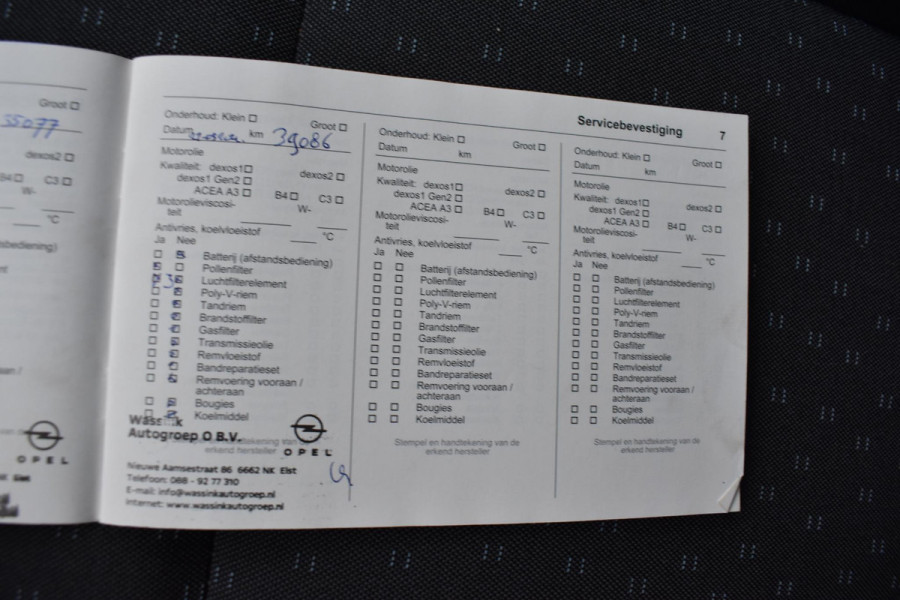 Groot
35077
dexos2
B4 C3
W-
°C
Servicebevestiging 7
Onderhoud: Klein Groot
Datum km 39086
Motorolie
Kwaliteit: dexos1 dexos2
dexos1 Gen2
ACEA A3 B4 C3
Motorolieviscosi- W-
teit
Antivries, koelvloeistof °C
Ja Nee
Batterij (afstandsbediening)
Pollenfilter
Luchtfilterelement
Poly-V-riem
Tandriem
Brandstoffilter
Gasfilter
Transmissieolie
Remvloeistof
Bandreparatieset
Remvoering vooraan /
achteraan
Bougies
Koelmiddel
Wassink
Autogroep O B.V.
OPEL
Nieuwe Aamsestraat 86 6662 NK Elst
Telefoon: 088 - 92 77 310
E-mail: info@wassinkautogroep.nl
Internet: www.wassinkautogroep.nl
Onderhoud: Klein Groot
Datum km
Motorolie
Kwaliteit: dexos1 dexos2
dexos1 Gen2
ACEA A3 B4 C3
Motorolieviscosi- W-
teit
Antivries, koelvloeistof °C
Ja Nee
Batterij (afstandsbediening)
Pollenfilter
Luchtfilterelement
Poly-V-riem
Tandriem
Brandstoffilter
Gasfilter
Transmissieolie
Remvloeistof
Bandreparatieset
Remvoering vooraan /
achteraan
Bougies
Koelmiddel
Stempel en handtekening van de
erkend hersteller
Onderhoud: Klein Groot
Datum km
Motorolie
Kwaliteit: dexos1 dexos2
dexos1 Gen2
ACEA A3 B4 C3
Motorolieviscosi- W-
teit
Antivries, koelvloeistof °C
Ja Nee
Batterij (afstandsbediening)
Pollenfilter
Luchtfilterelement
Poly-V-riem
Tandriem
Brandstoffilter
Gasfilter
Transmissieolie
Remvloeistof
Bandreparatieset
Remvoering vooraan /
achteraan
Bougies
Koelmiddel
Stempel en handtekening van de
erkend hersteller
OPEL